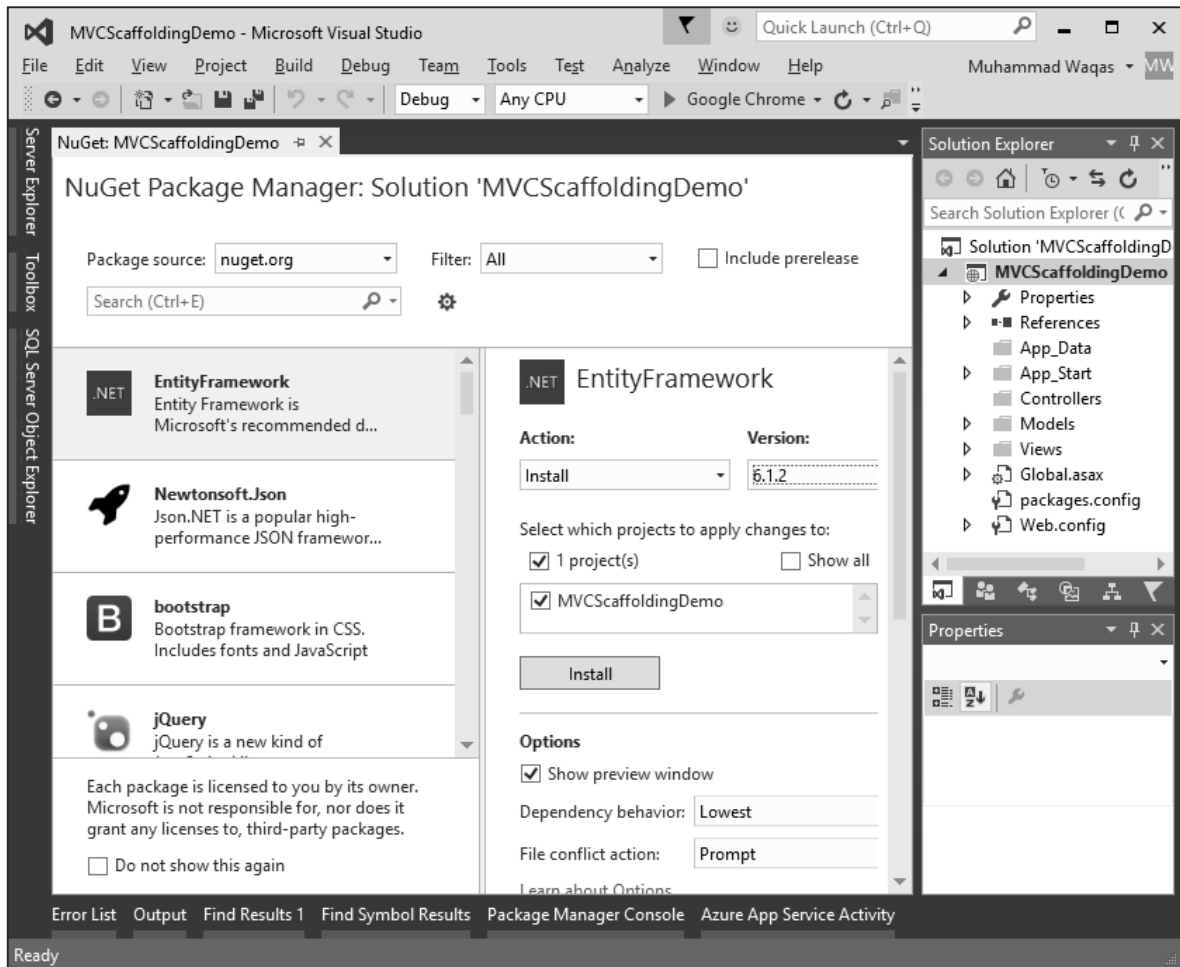 MVCScaffoldingDemo - Microsoft Visual Studio
Quick Launch (Ctrl+Q)
File Edit View Project Build Debug Team Tools Test Analyze Window Help
Muhammad Waqas MW
Debug Any CPU Google Chrome
Server Explorer
Toolbox
SQL Server Object Explorer
NuGet: MVCScaffoldingDemo
NuGet Package Manager: Solution 'MVCScaffoldingDemo'
Package source: nuget.org Filter: All Include prerelease
Search (Ctrl+E)
.NET
EntityFramework
Entity Framework is
Microsoft's recommended d...
Newtonsoft.Json
Json.NET is a popular high-
performance JSON framewor...
B
bootstrap
Bootstrap framework in CSS.
Includes fonts and JavaScript
jQuery
jQuery is a new kind of
Each package is licensed to you by its owner.
Microsoft is not responsible for, nor does it
grant any licenses to, third-party packages.
Do not show this again
.NET EntityFramework
Action: Version:
Install 6.1.2
Select which projects to apply changes to:
1 project(s) Show all
MVCScaffoldingDemo
Install
Options
Show preview window
Dependency behavior: Lowest
File conflict action: Prompt
Learn about Options
Solution Explorer
Search Solution Explorer (C
Solution 'MVCScaffoldingD
MVCScaffoldingDemo
Properties
References
App_Data
App_Start
Controllers
Models
Views
Global.asax
packages.config
Web.config
Properties
Error List Output Find Results 1 Find Symbol Results Package Manager Console Azure App Service Activity
Ready